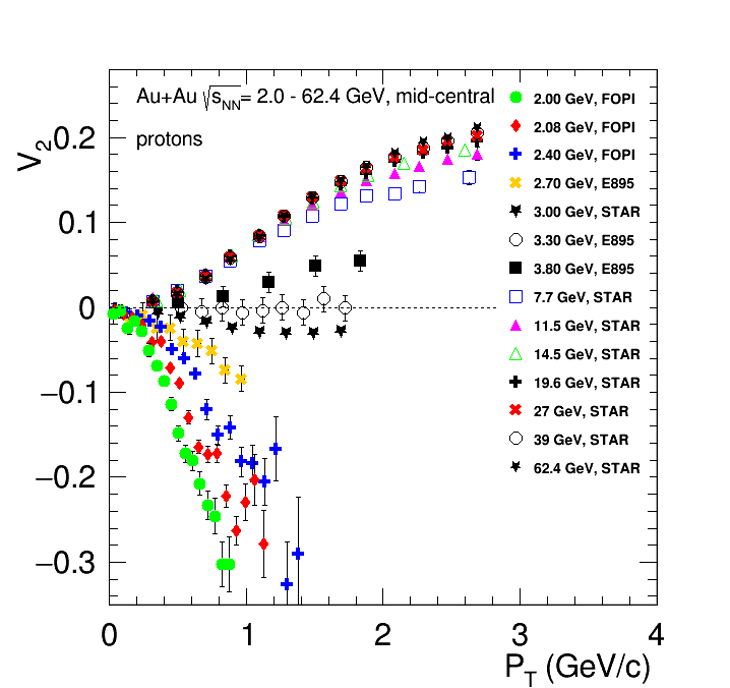 Au+Au √s_NN = 2.0 - 62.4 GeV, mid-central
protons
2.00 GeV, FOPI
2.08 GeV, FOPI
2.40 GeV, FOPI
2.70 GeV, E895
3.00 GeV, STAR
3.30 GeV, E895
3.80 GeV, E895
7.7 GeV, STAR
11.5 GeV, STAR
14.5 GeV, STAR
19.6 GeV, STAR
27 GeV, STAR
39 GeV, STAR
62.4 GeV, STAR
V_2
0.2
0.1
0
−0.1
−0.2
−0.3
0 1 2 3 4
P_T (GeV/c)